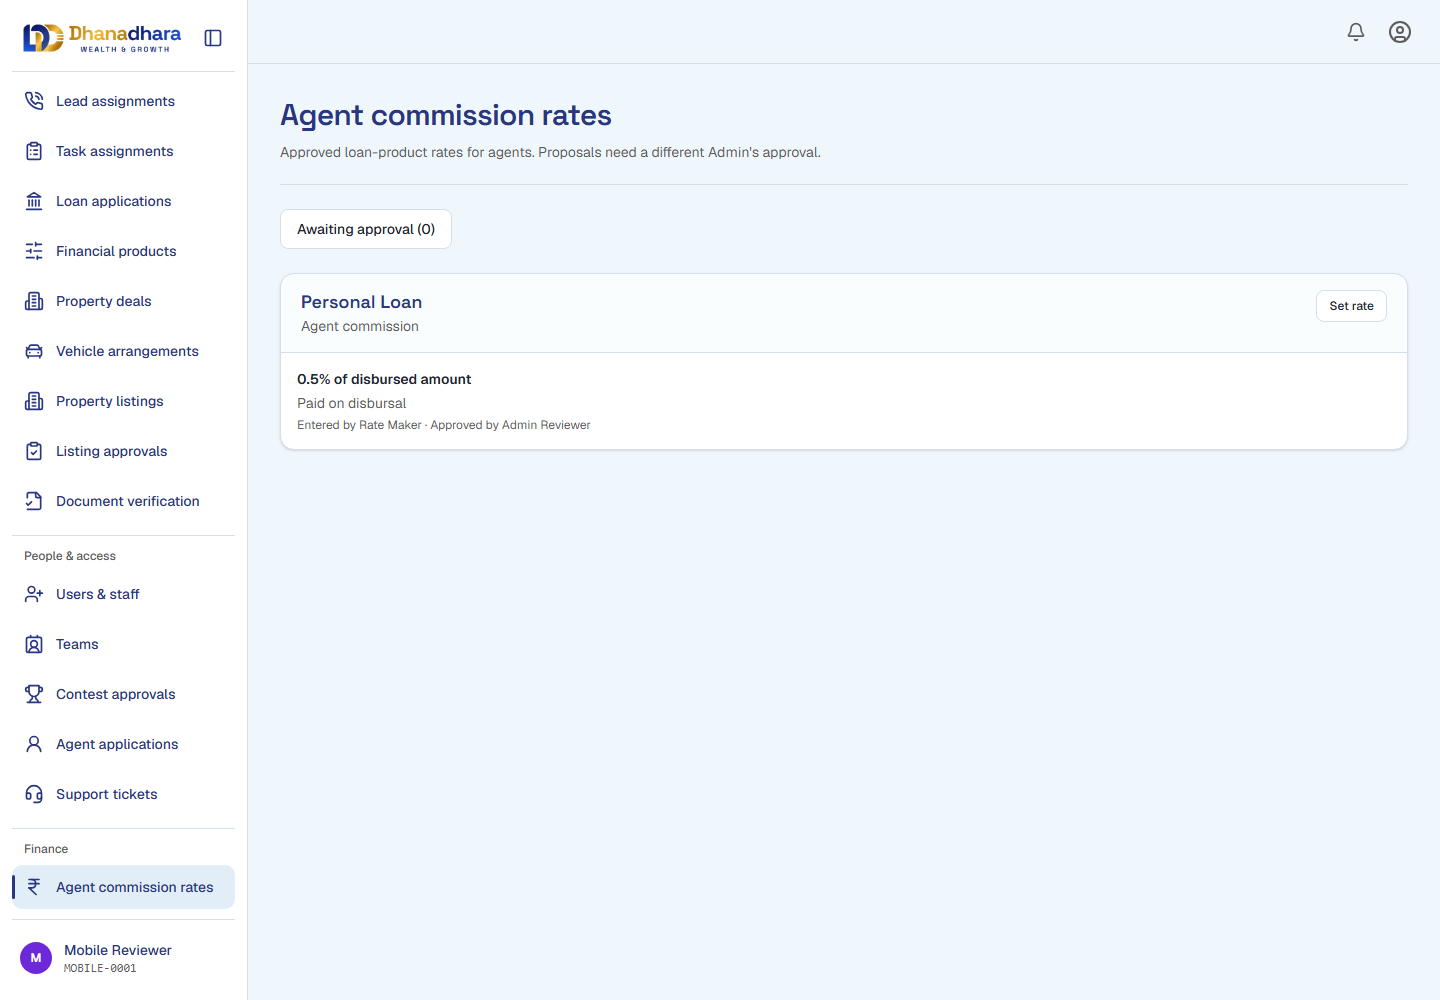 Dhanadhara
WEALTH & GROWTH
Lead assignments
Task assignments
Loan applications
Financial products
Property deals
Vehicle arrangements
Property listings
Listing approvals
Document verification
People & access
Users & staff
Teams
Contest approvals
Agent applications
Support tickets
Finance
Agent commission rates
M
Mobile Reviewer
MOBILE-0001
Agent commission rates
Approved loan-product rates for agents. Proposals need a different Admin's approval.
Awaiting approval (0)
Personal Loan
Set rate
Agent commission
0.5% of disbursed amount
Paid on disbursal
Entered by Rate Maker · Approved by Admin Reviewer